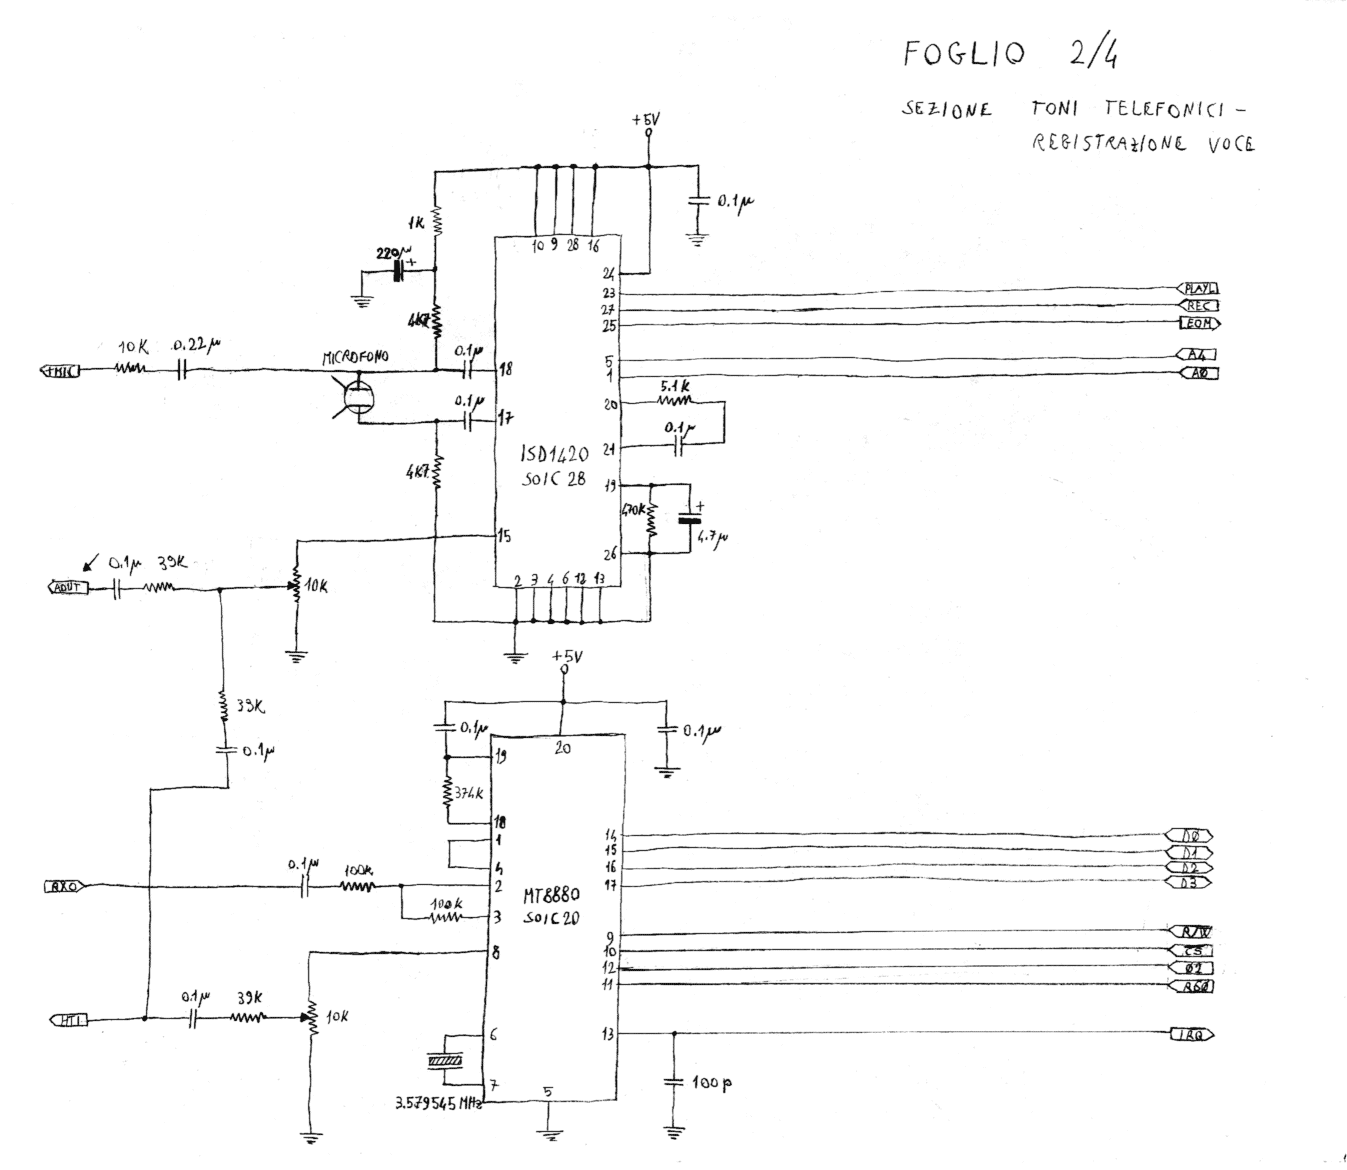 FOGLIO 2/4
SEZIONE TONI TELEFONICI -
REGISTRAZIONE VOCE
+5V
0.1µ
1K
10 9 28 16
220µ
+
24
23
PLAYL
27
REC
25
EOM
4K7
10K
0.22µ
MICROFONO
0.1µ
+MIC
18
5
A4
1
A0
5.1K
20
0.1µ
17
0.1µ
21
ISD1420
SOIC 28
4K7
19
470K
+
4.7µ
15
26
0.1µ
39K
AOUT
10K
2 3 4 6 12 13
+5V
39K
0.1µ
0.1µ
0.1µ
20
19
374K
18
1
4
14
D0
15
D1
16
D2
17
D3
0.1µ
100K
RXO
2
100K
3
MT8880
SOIC20
8
9
R/W
10
CS
12
Φ2
11
RS0
0.1µ
39K
10K
6
13
IRQ
7
3.579545 MHz
5
100p